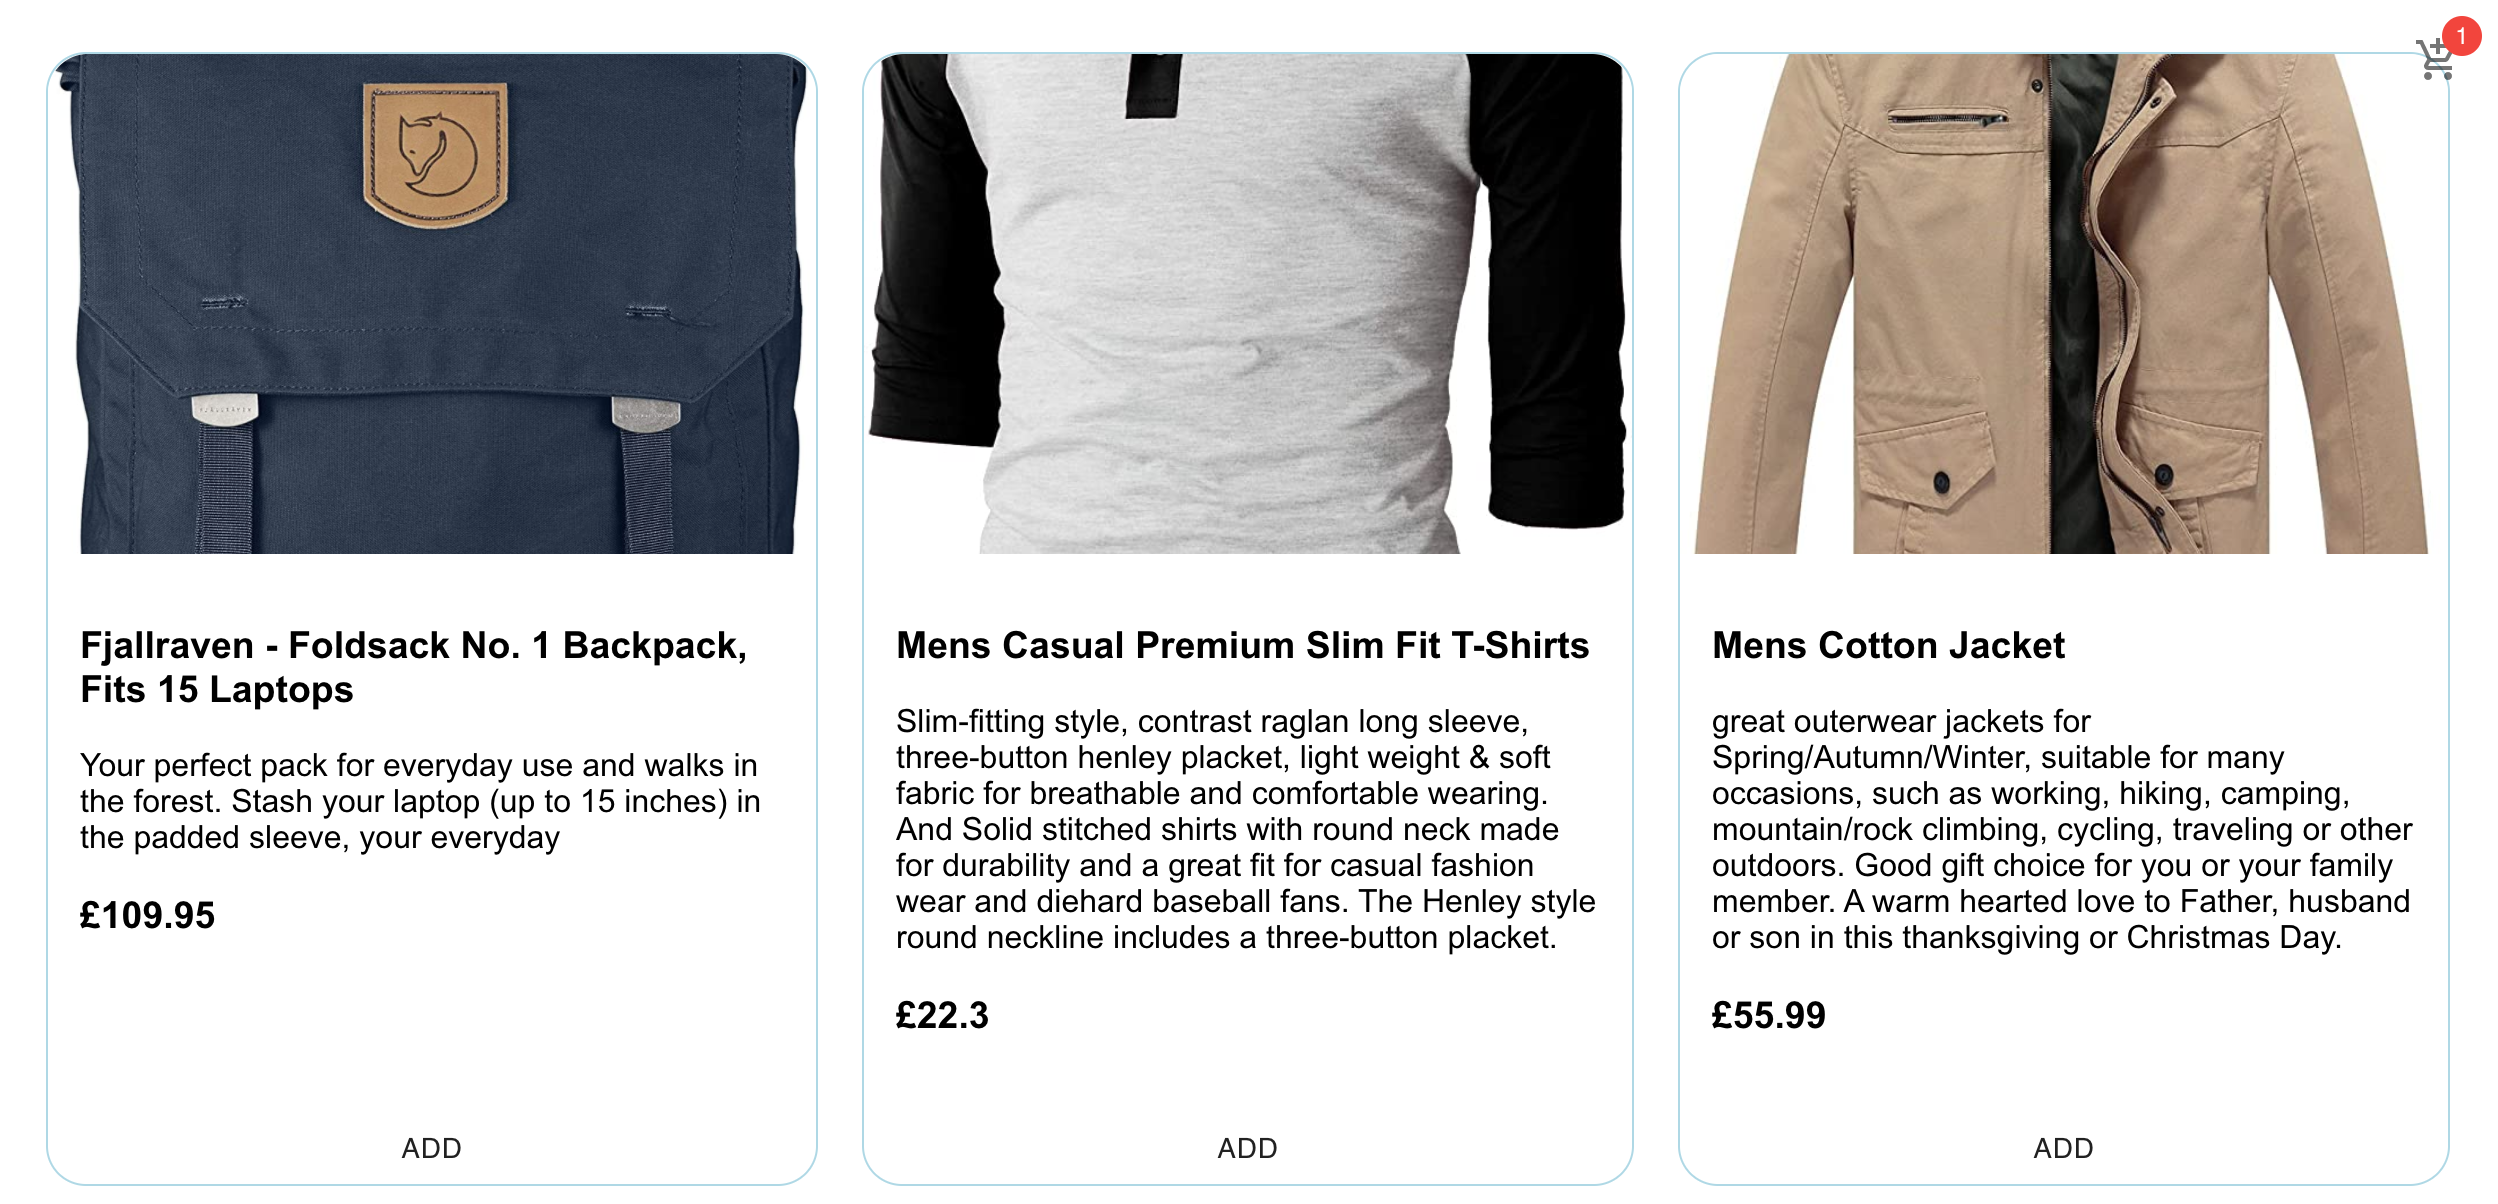 1
Fjallraven - Foldsack No. 1 Backpack,
Fits 15 Laptops
Your perfect pack for everyday use and walks in
the forest. Stash your laptop (up to 15 inches) in
the padded sleeve, your everyday
£109.95
ADD
Mens Casual Premium Slim Fit T-Shirts
Slim-fitting style, contrast raglan long sleeve,
three-button henley placket, light weight & soft
fabric for breathable and comfortable wearing.
And Solid stitched shirts with round neck made
for durability and a great fit for casual fashion
wear and diehard baseball fans. The Henley style
round neckline includes a three-button placket.
£22.3
ADD
Mens Cotton Jacket
great outerwear jackets for
Spring/Autumn/Winter, suitable for many
occasions, such as working, hiking, camping,
mountain/rock climbing, cycling, traveling or other
outdoors. Good gift choice for you or your family
member. A warm hearted love to Father, husband
or son in this thanksgiving or Christmas Day.
£55.99
ADD